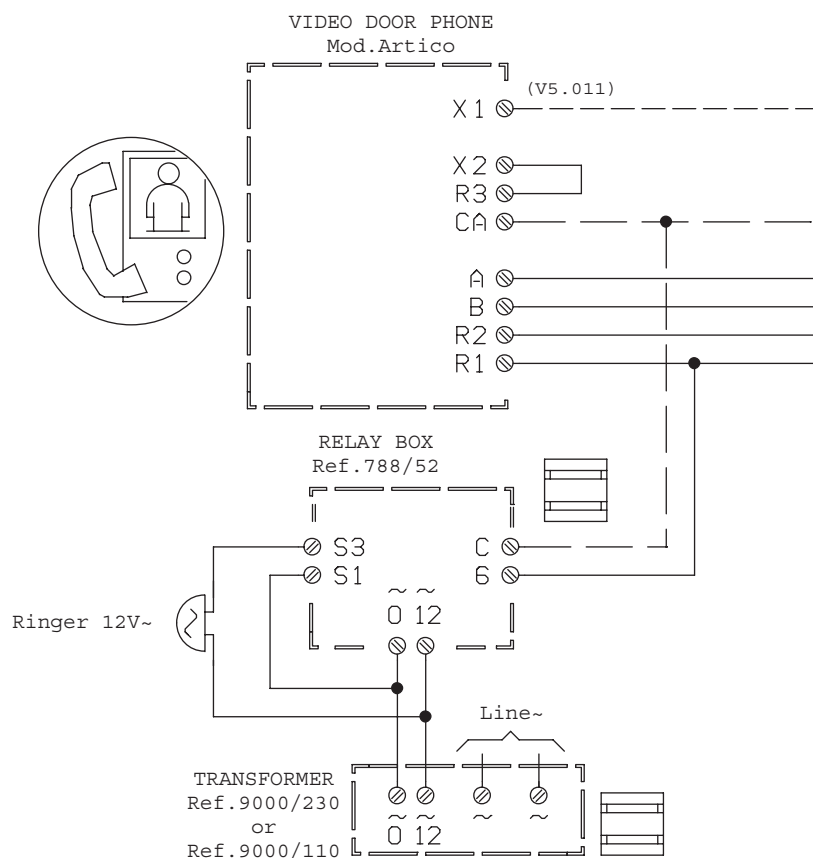 VIDEO DOOR PHONE
Mod.Artico
(V5.011)
X1
X2
R3
CA
A
B
R2
R1
RELAY BOX
Ref.788/52
S3
C
S1
6
~ ~
0 12
Ringer 12V~
Line~
TRANSFORMER
Ref.9000/230
or
Ref.9000/110
~ ~ ~ ~
0 12